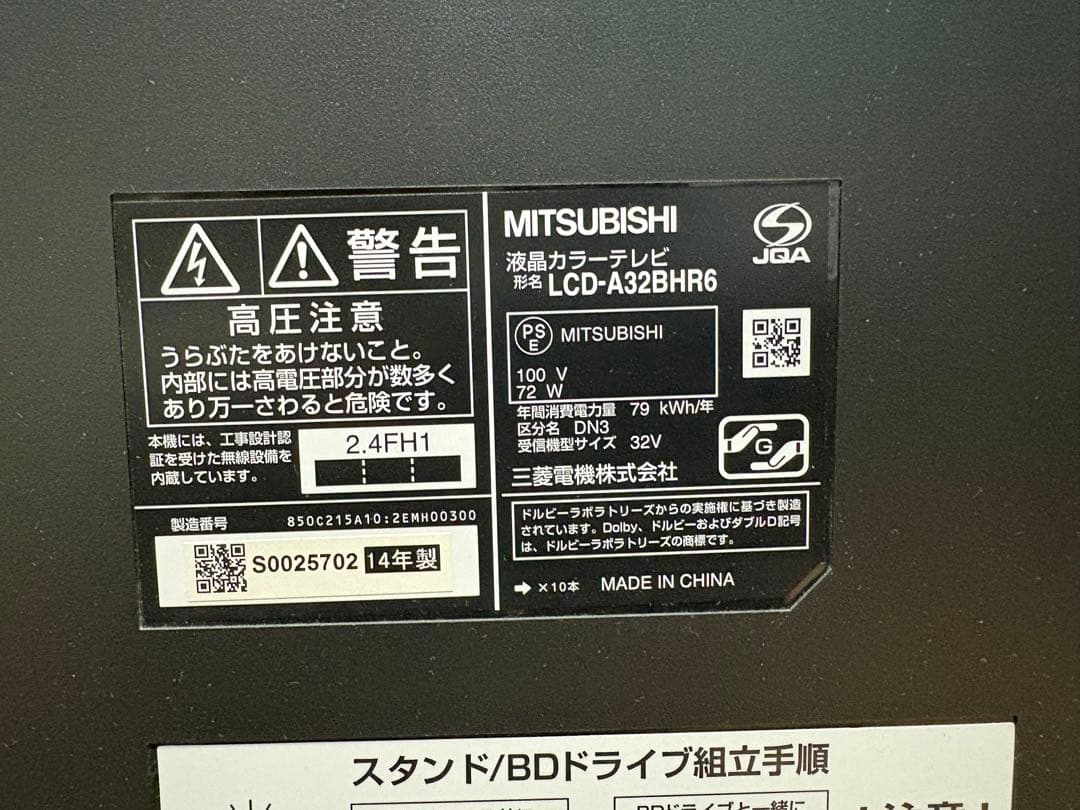 警告
高圧注意
うらぶたをあけないこと。
内部には高電圧部分が数多く
あり万一さわると危険です。
本機には、工事設計認
証を受けた無線設備を
内蔵しています。
2.4FH1
製造番号 850C215A10:2EMH00300
S0025702 14年製
MITSUBISHI
JQA
液晶カラーテレビ
形名 LCD-A32BHR6
PS
E
MITSUBISHI
100 V
72 W
年間消費電力量 79 kWh/年
区分名 DN3
受信機型サイズ 32V
G
三菱電機株式会社
ドルビーラボラトリーズからの実施権に基づき製造
されています。Dolby、ドルビーおよびダブルD記号
は、ドルビーラボラトリーズの商標です。
➡ ×10本 MADE IN CHINA
スタンド/BDドライブ組立手順
BDドライブと一緒に